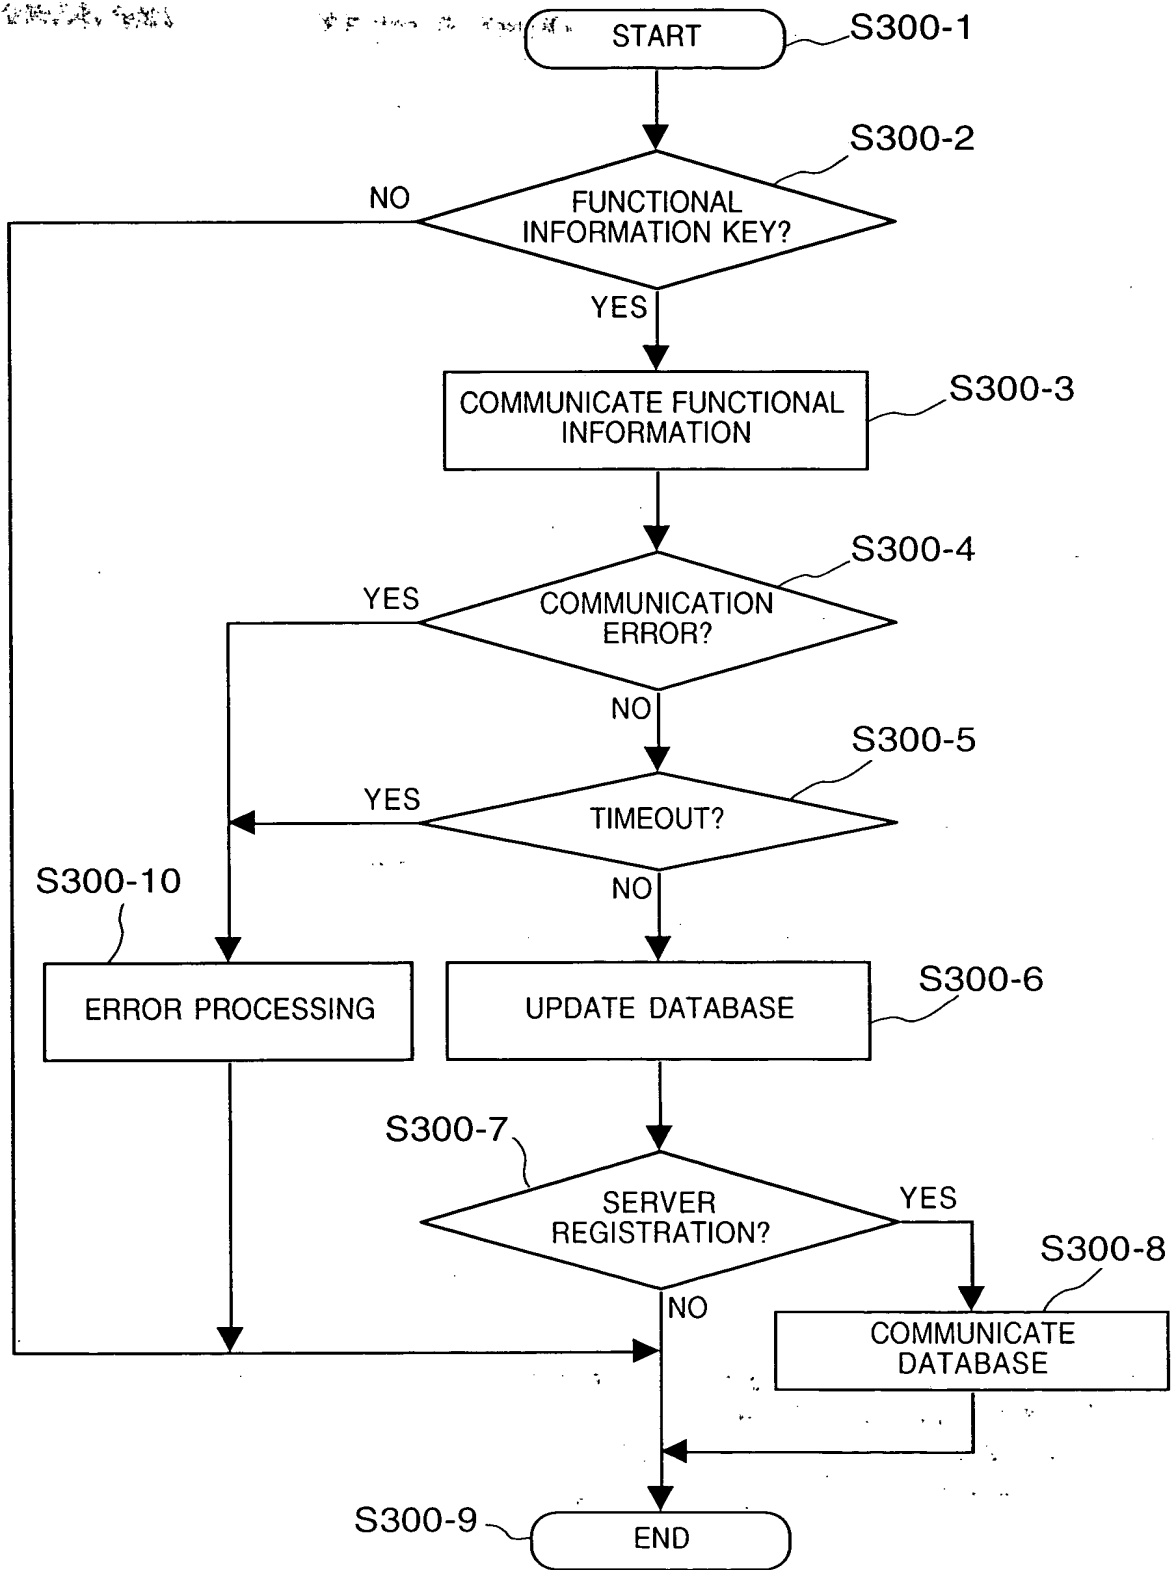 START
S300-1
S300-2
NO
FUNCTIONAL
INFORMATION KEY?
YES
S300-3
COMMUNICATE FUNCTIONAL
INFORMATION
S300-4
YES
COMMUNICATION
ERROR?
NO
S300-5
YES
TIMEOUT?
NO
S300-10
ERROR PROCESSING
UPDATE DATABASE
S300-6
S300-7
SERVER
REGISTRATION?
YES
S300-8
NO
COMMUNICATE
DATABASE
S300-9
END